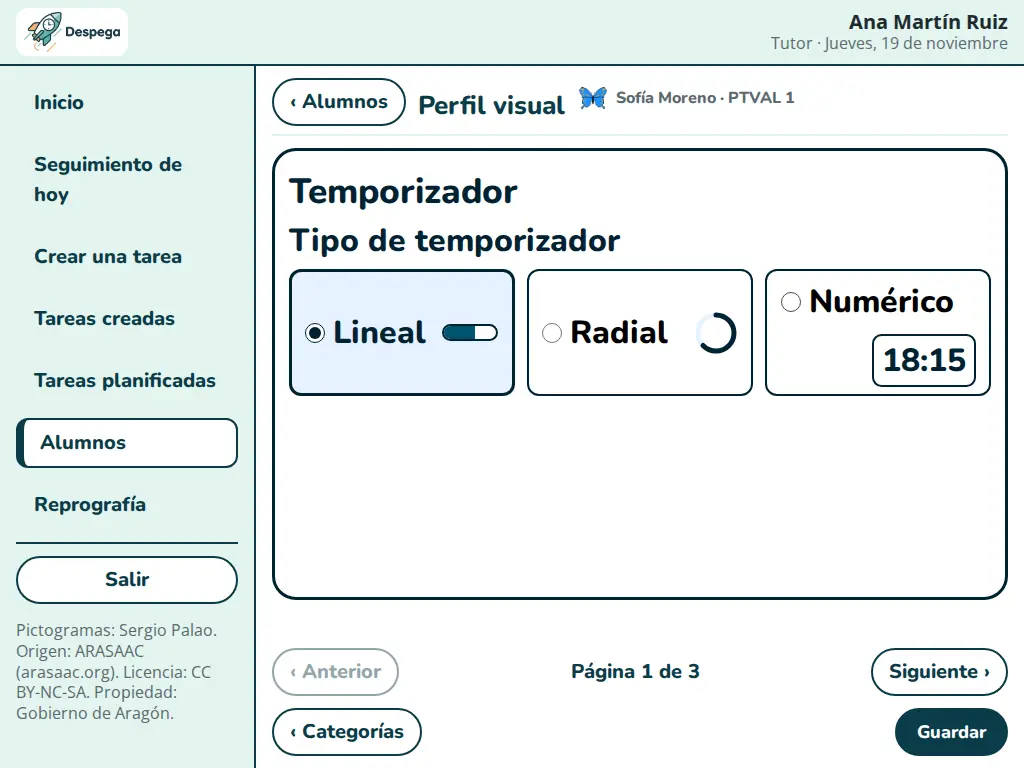 Despega
Ana Martín Ruiz
Tutor · Jueves, 19 de noviembre
Inicio
Seguimiento de
hoy
Crear una tarea
Tareas creadas
Tareas planificadas
Alumnos
Reprografía
Salir
Pictogramas: Sergio Palao.
Origen: ARASAAC
(arasaac.org). Licencia: CC
BY-NC-SA. Propiedad:
Gobierno de Aragón.
‹ Alumnos
Perfil visual
Sofía Moreno · PTVAL 1
Temporizador
Tipo de temporizador
Lineal
Radial
Numérico
18:15
‹ Anterior
Página 1 de 3
Siguiente ›
‹ Categorías
Guardar